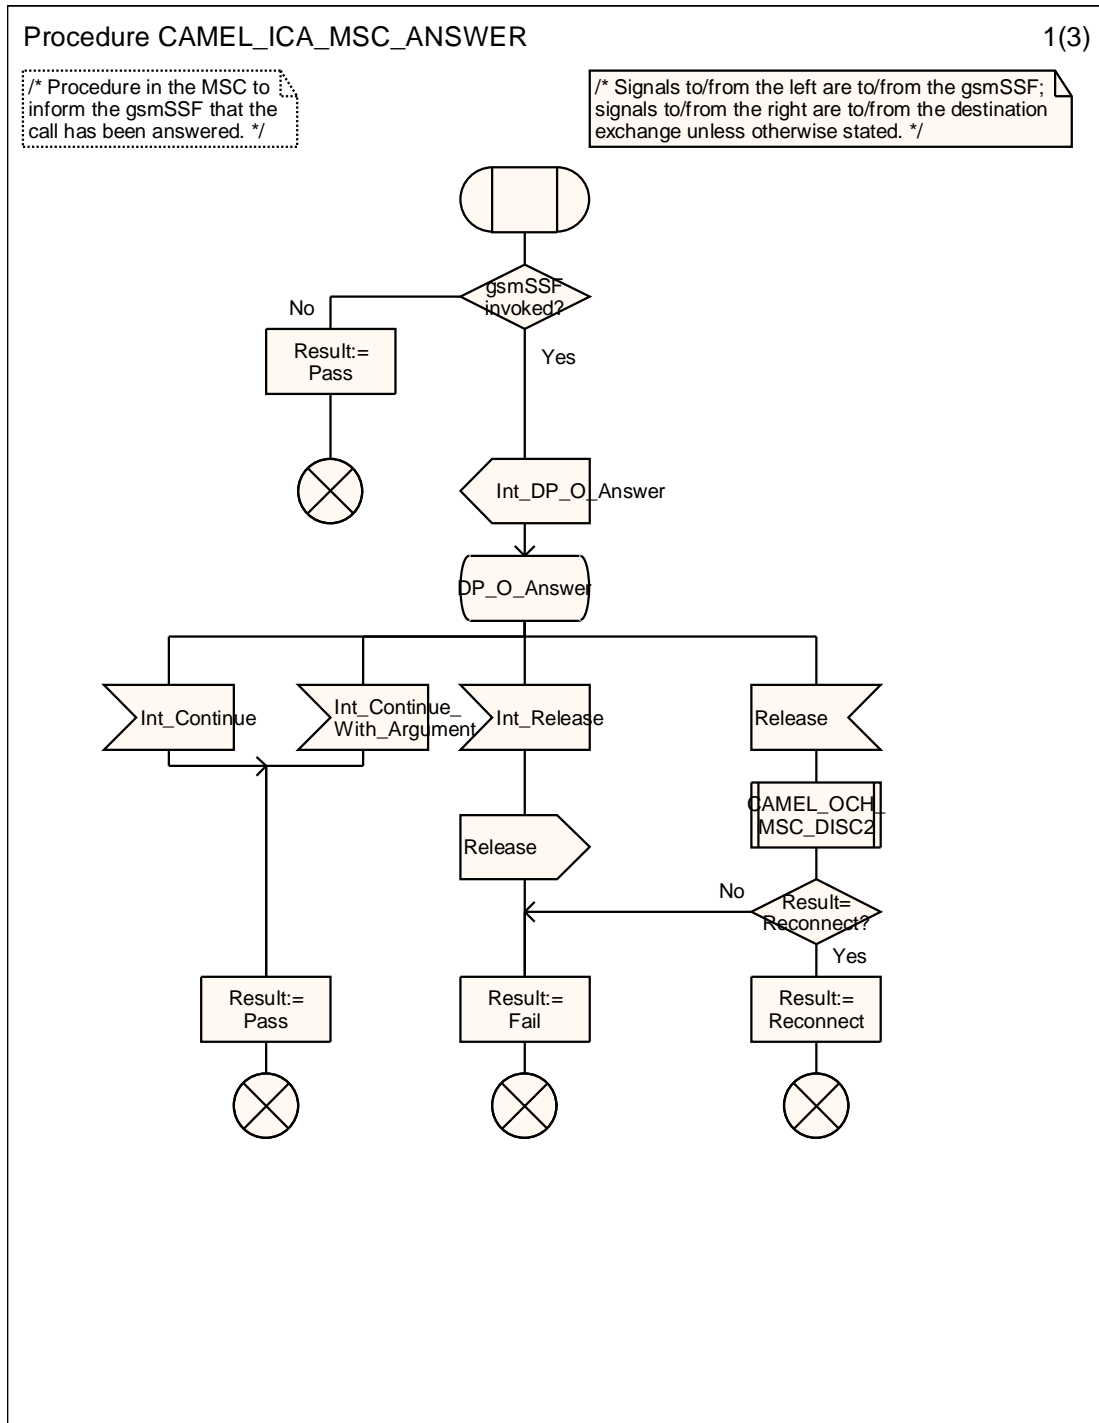 Procedure CAMEL_ICA_MSC_ANSWER
1(3)
/* Procedure in the MSC to
inform the gsmSSF that the
call has been answered. */
/* Signals to/from the left are to/from the gsmSSF;
signals to/from the right are to/from the destination
exchange unless otherwise stated. */
gsmSSF
invoked?
No
Yes
Result:=
Pass
Int_DP_O_Answer
DP_O_Answer
Int_Continue
Int_Continue_
With_Argument
Int_Release
Release
CAMEL_OCH_
MSC_DISC2
Release
No
Result=
Reconnect?
Yes
Result:=
Pass
Result:=
Fail
Result:=
Reconnect